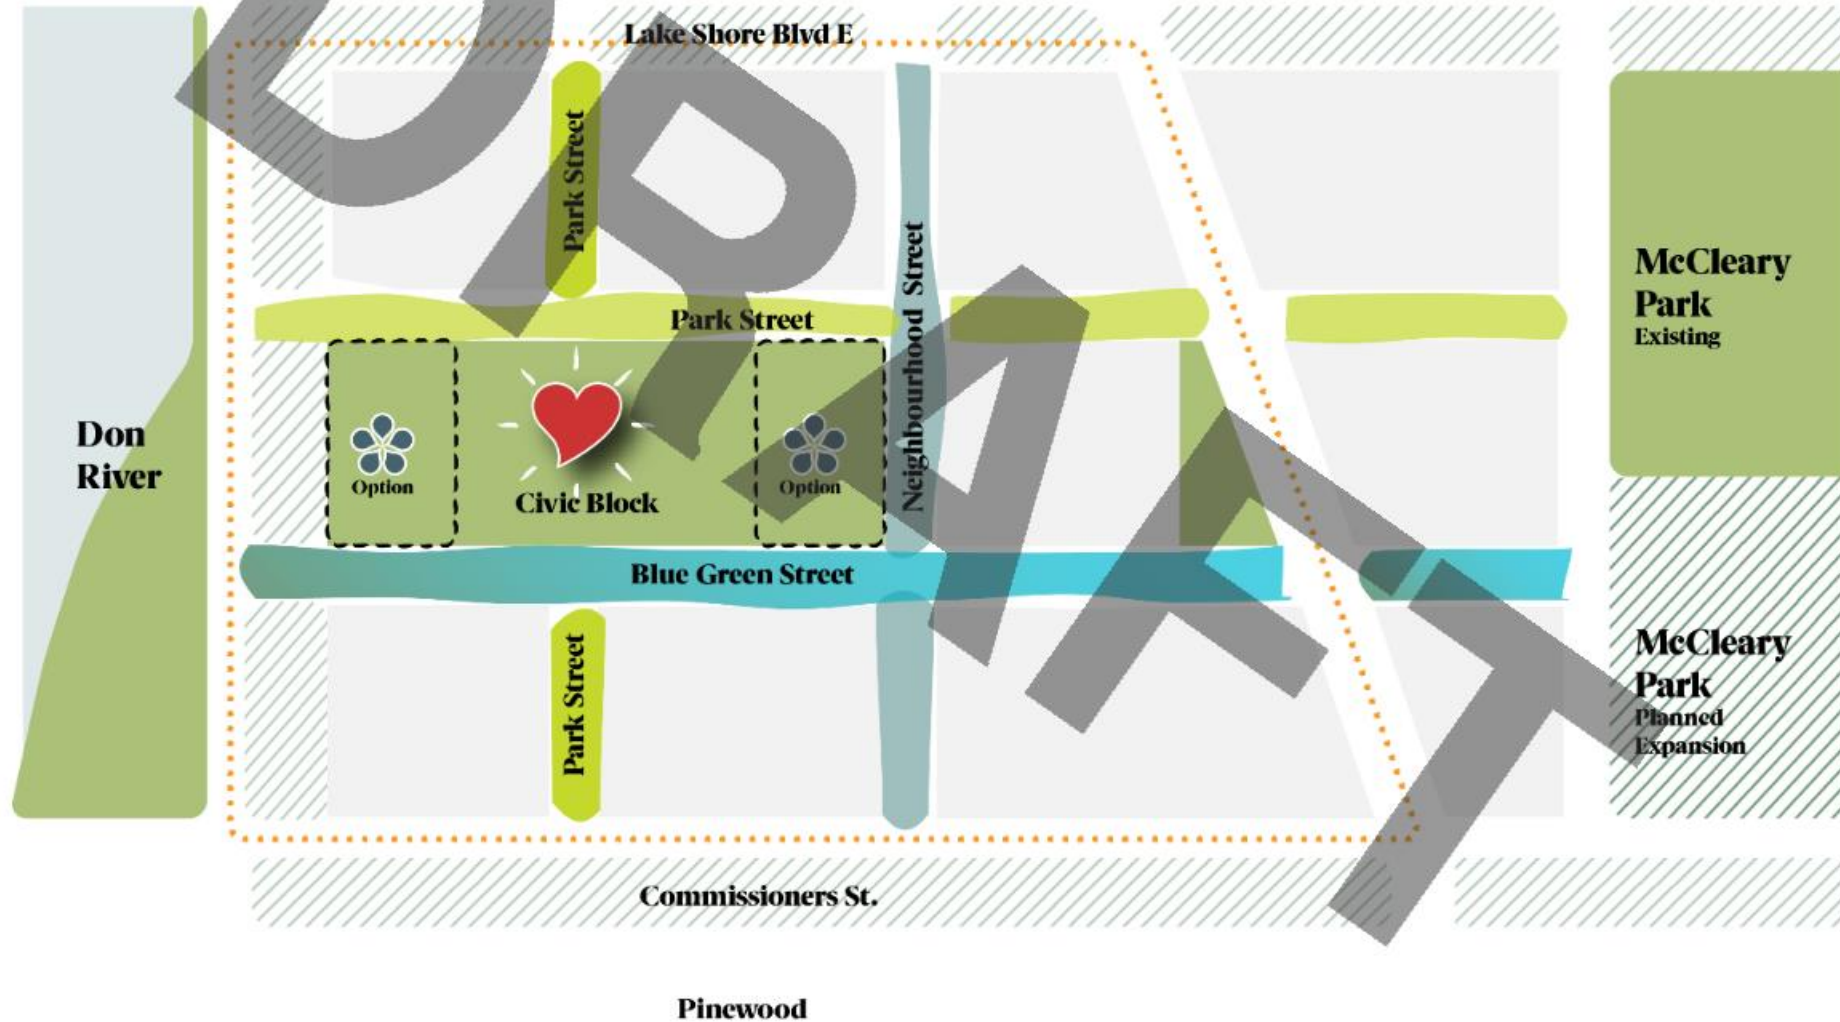 Lake Shore Blvd E
Park Street
Neighbourhood Street
McCleary
Park
Existing
Park Street
Don
River
Option
Civic Block
Option
Blue Green Street
Park Street
McCleary
Park
Planned
Expansion
Commissioners St.
Pinewood
DRAFT